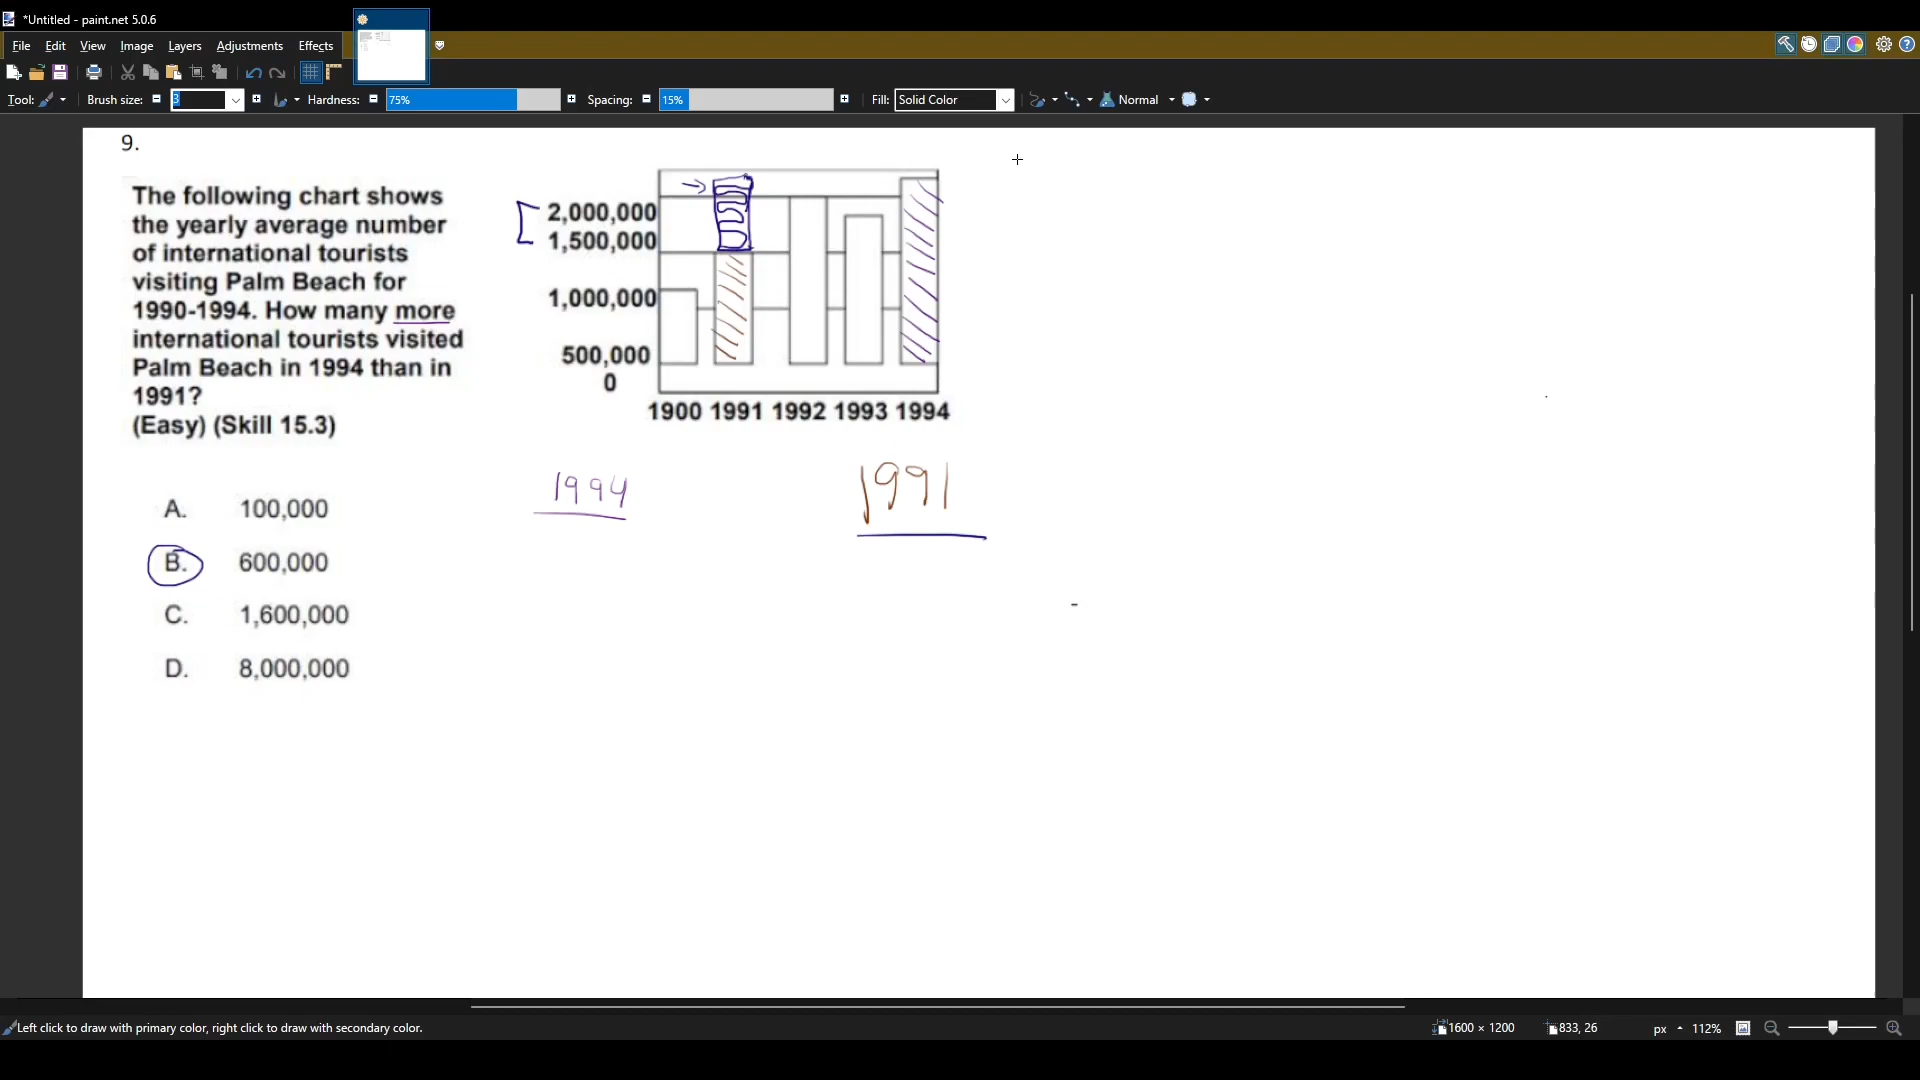 *Untitled - paint.net 5.0.6
File Edit View Image Layers Adjustments Effects
Tool: Brush size: 3 Hardness: 75% Spacing: 15% Fill: Solid Color Normal
9.
The following chart shows
the yearly average number
of international tourists
visiting Palm Beach for
1990-1994. How many more
international tourists visited
Palm Beach in 1994 than in
1991?
(Easy) (Skill 15.3)
2,000,000
1,500,000
1,000,000
500,000
0
1900 1991 1992 1993 1994
1994
1991
A. 100,000
B. 600,000
C. 1,600,000
D. 8,000,000
Left click to draw with primary color, right click to draw with secondary color.
1600 × 1200 833, 26 px 112%